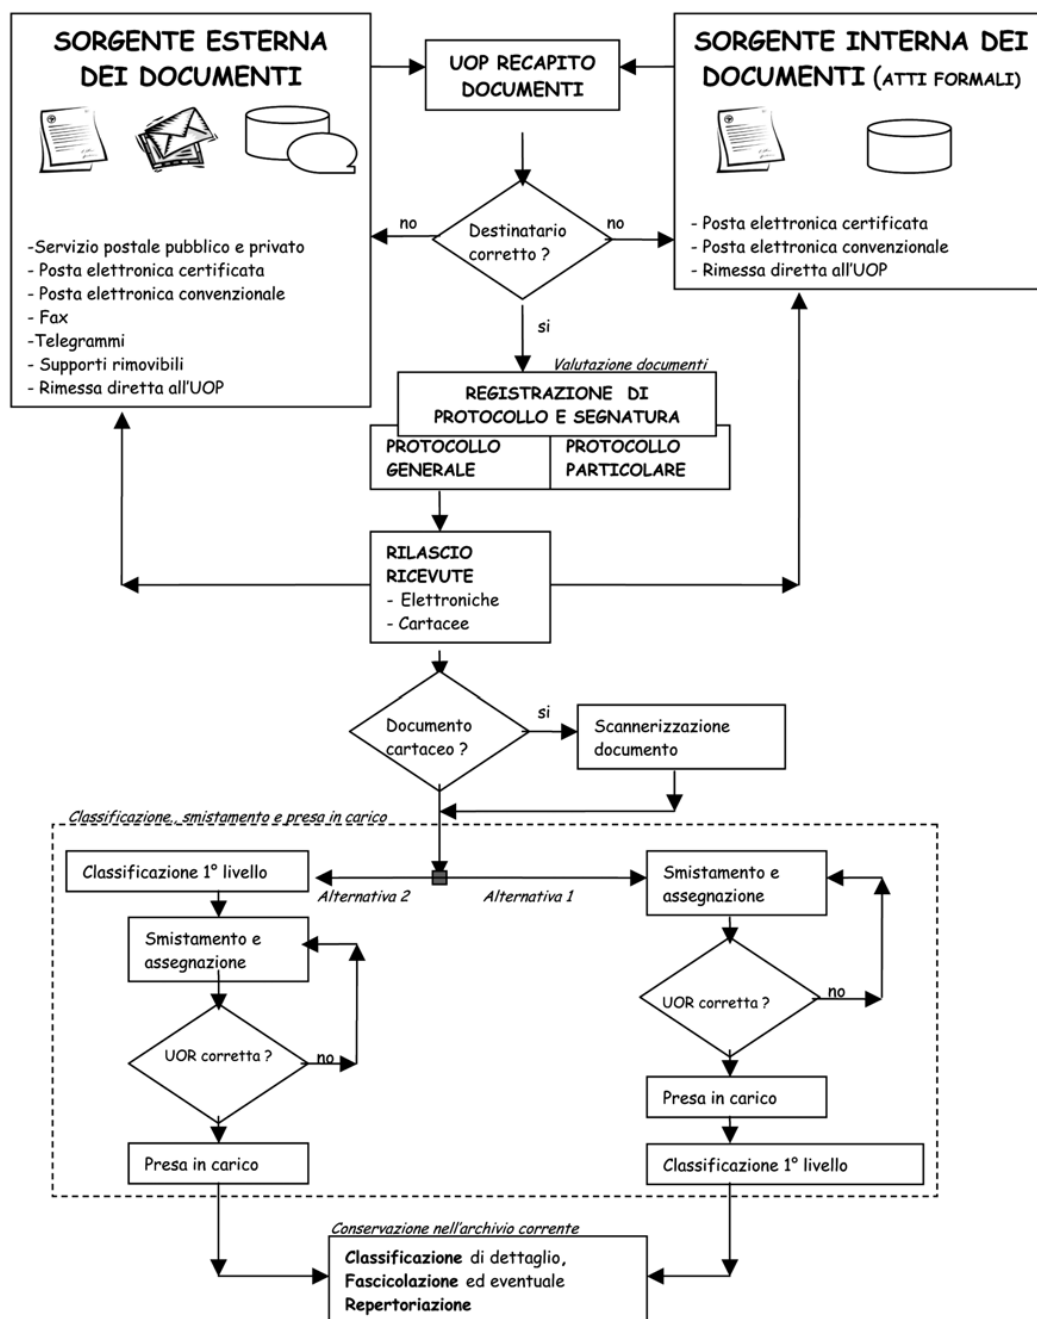 SORGENTE ESTERNA
DEI DOCUMENTI
-Servizio postale pubblico e privato
- Posta elettronica certificata
- Posta elettronica convenzionale
- Fax
-Telegrammi
- Supporti rimovibili
- Rimessa diretta all'UOP
UOP RECAPITO
DOCUMENTI
SORGENTE INTERNA DEI
DOCUMENTI (ATTI FORMALI)
- Posta elettronica certificata
- Posta elettronica convenzionale
- Rimessa diretta all'UOP
no
Destinatario
corretto ?
no
si
Valutazione documenti
REGISTRAZIONE DI
PROTOCOLLO E SEGNATURA
PROTOCOLLO
GENERALE
PROTOCOLLO
PARTICOLARE
RILASCIO
RICEVUTE
- Elettroniche
- Cartacee
Documento
cartaceo ?
si
Scannerizzazione
documento
Classificazione., smistamento e presa in carico
Classificazione 1° livello
Alternativa 2
Alternativa 1
Smistamento e
assegnazione
UOR corretta ?
no
Presa in carico
Smistamento e
assegnazione
UOR corretta ?
no
Presa in carico
Classificazione 1° livello
Conservazione nell'archivio corrente
Classificazione di dettaglio,
Fascicolazione ed eventuale
Repertoriazione